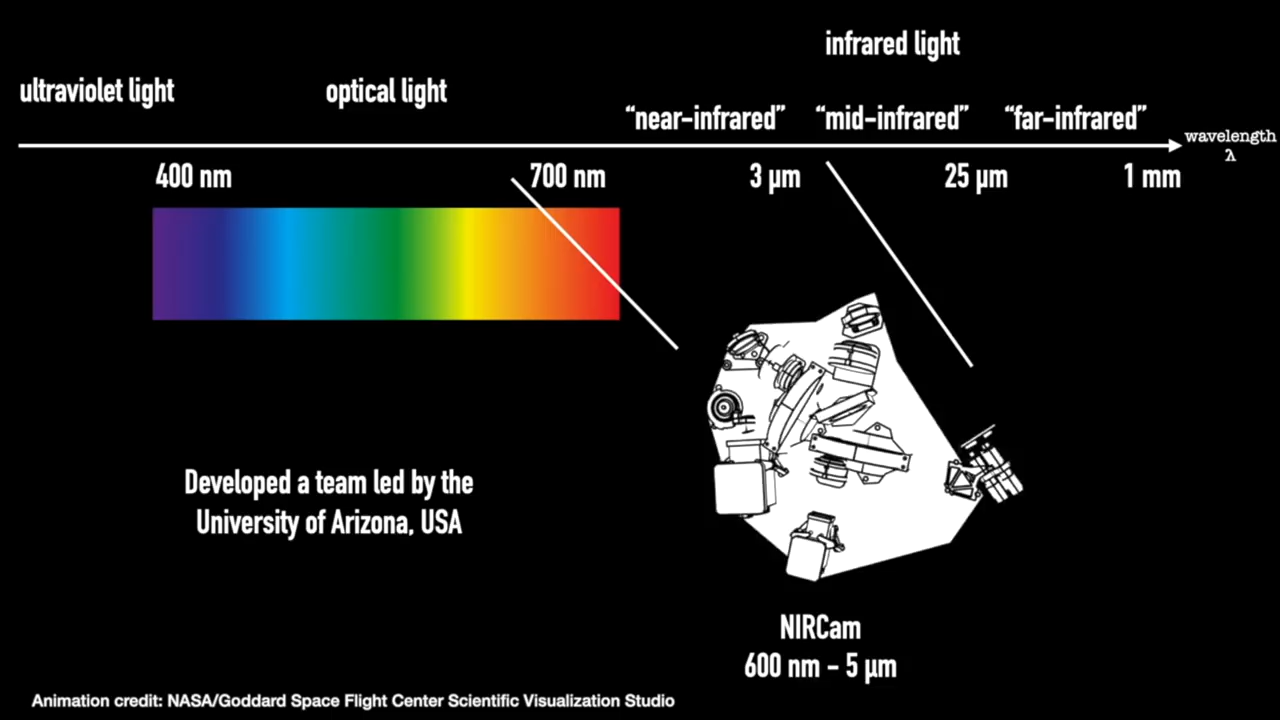 infrared light
ultraviolet light
optical light
“near-infrared”
“mid-infrared”
“far-infrared”
wavelength
λ
400 nm
700 nm
3 µm
25 µm
1 mm
Developed a team led by the
University of Arizona, USA
NIRCam
600 nm - 5 µm
Animation credit: NASA/Goddard Space Flight Center Scientific Visualization Studio